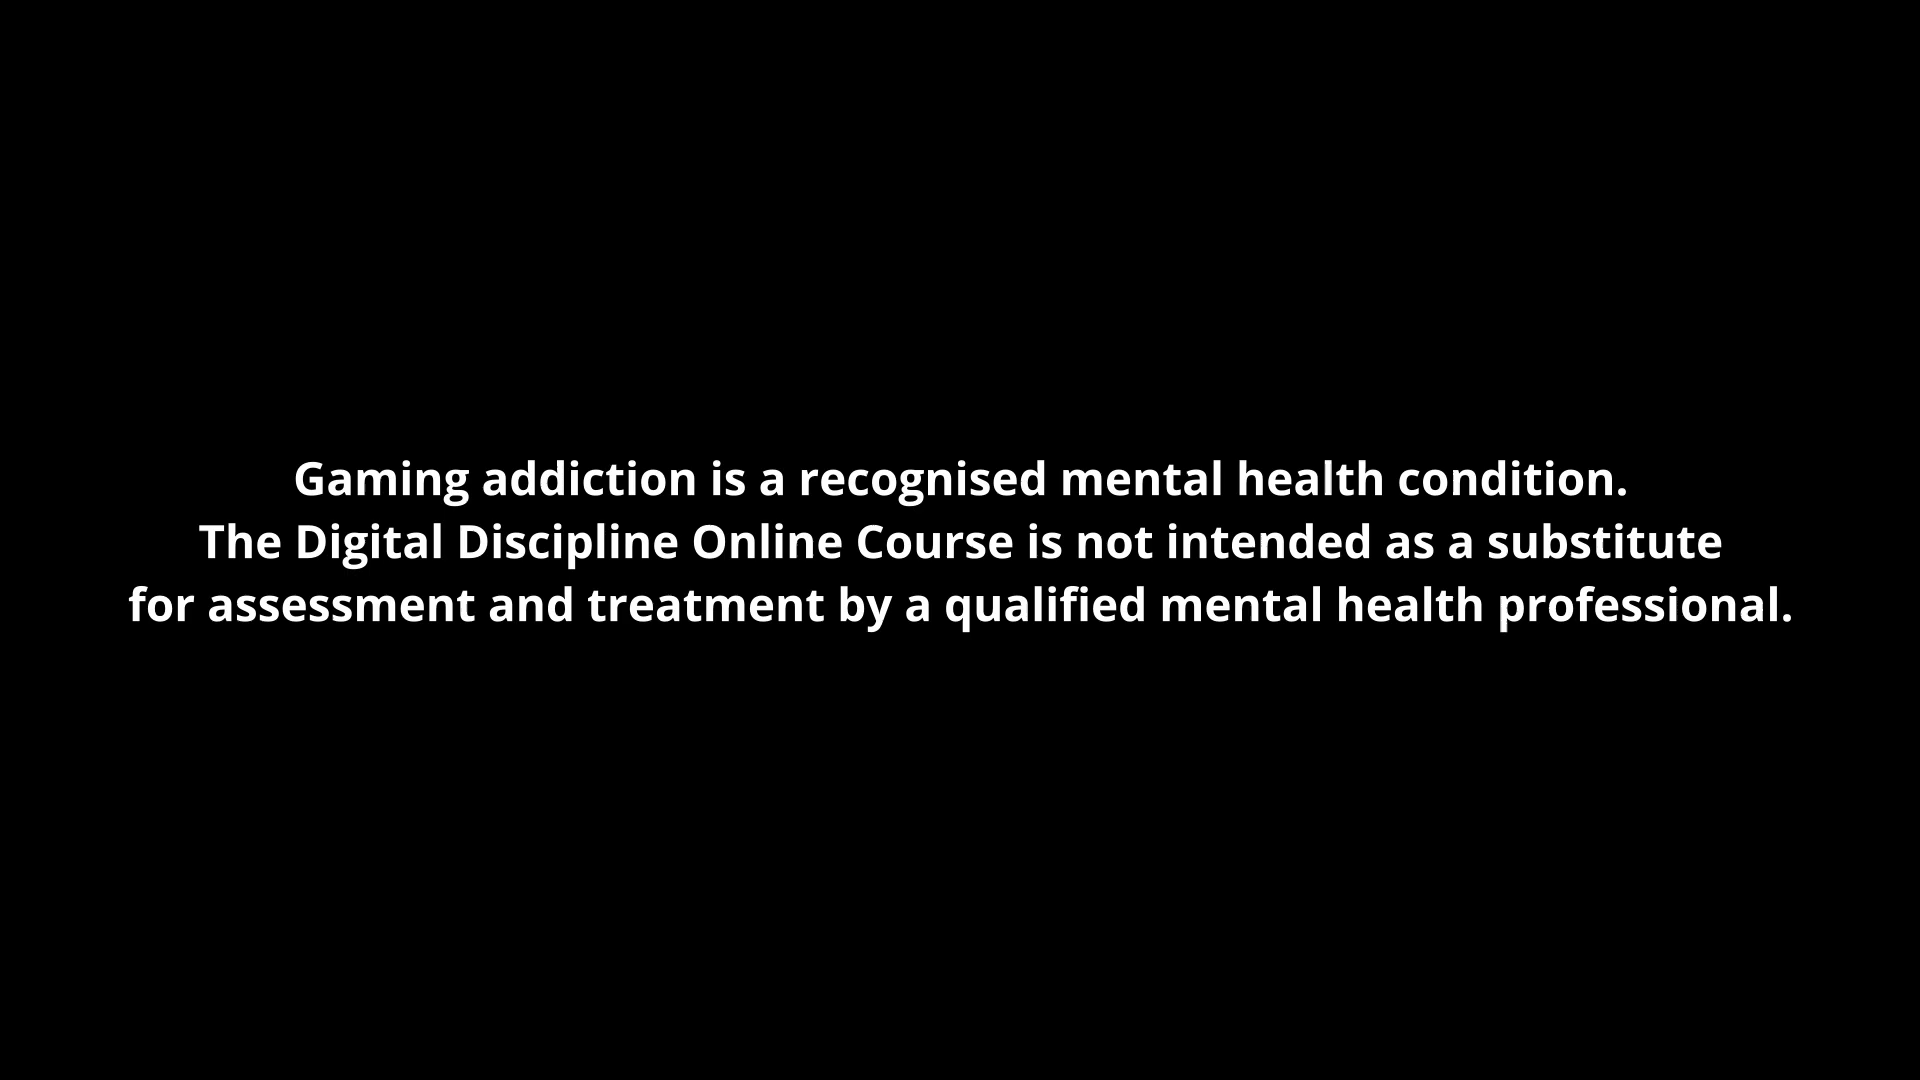 Gaming addiction is a recognised mental health condition.
The Digital Discipline Online Course is not intended as a substitute
for assessment and treatment by a qualified mental health professional.